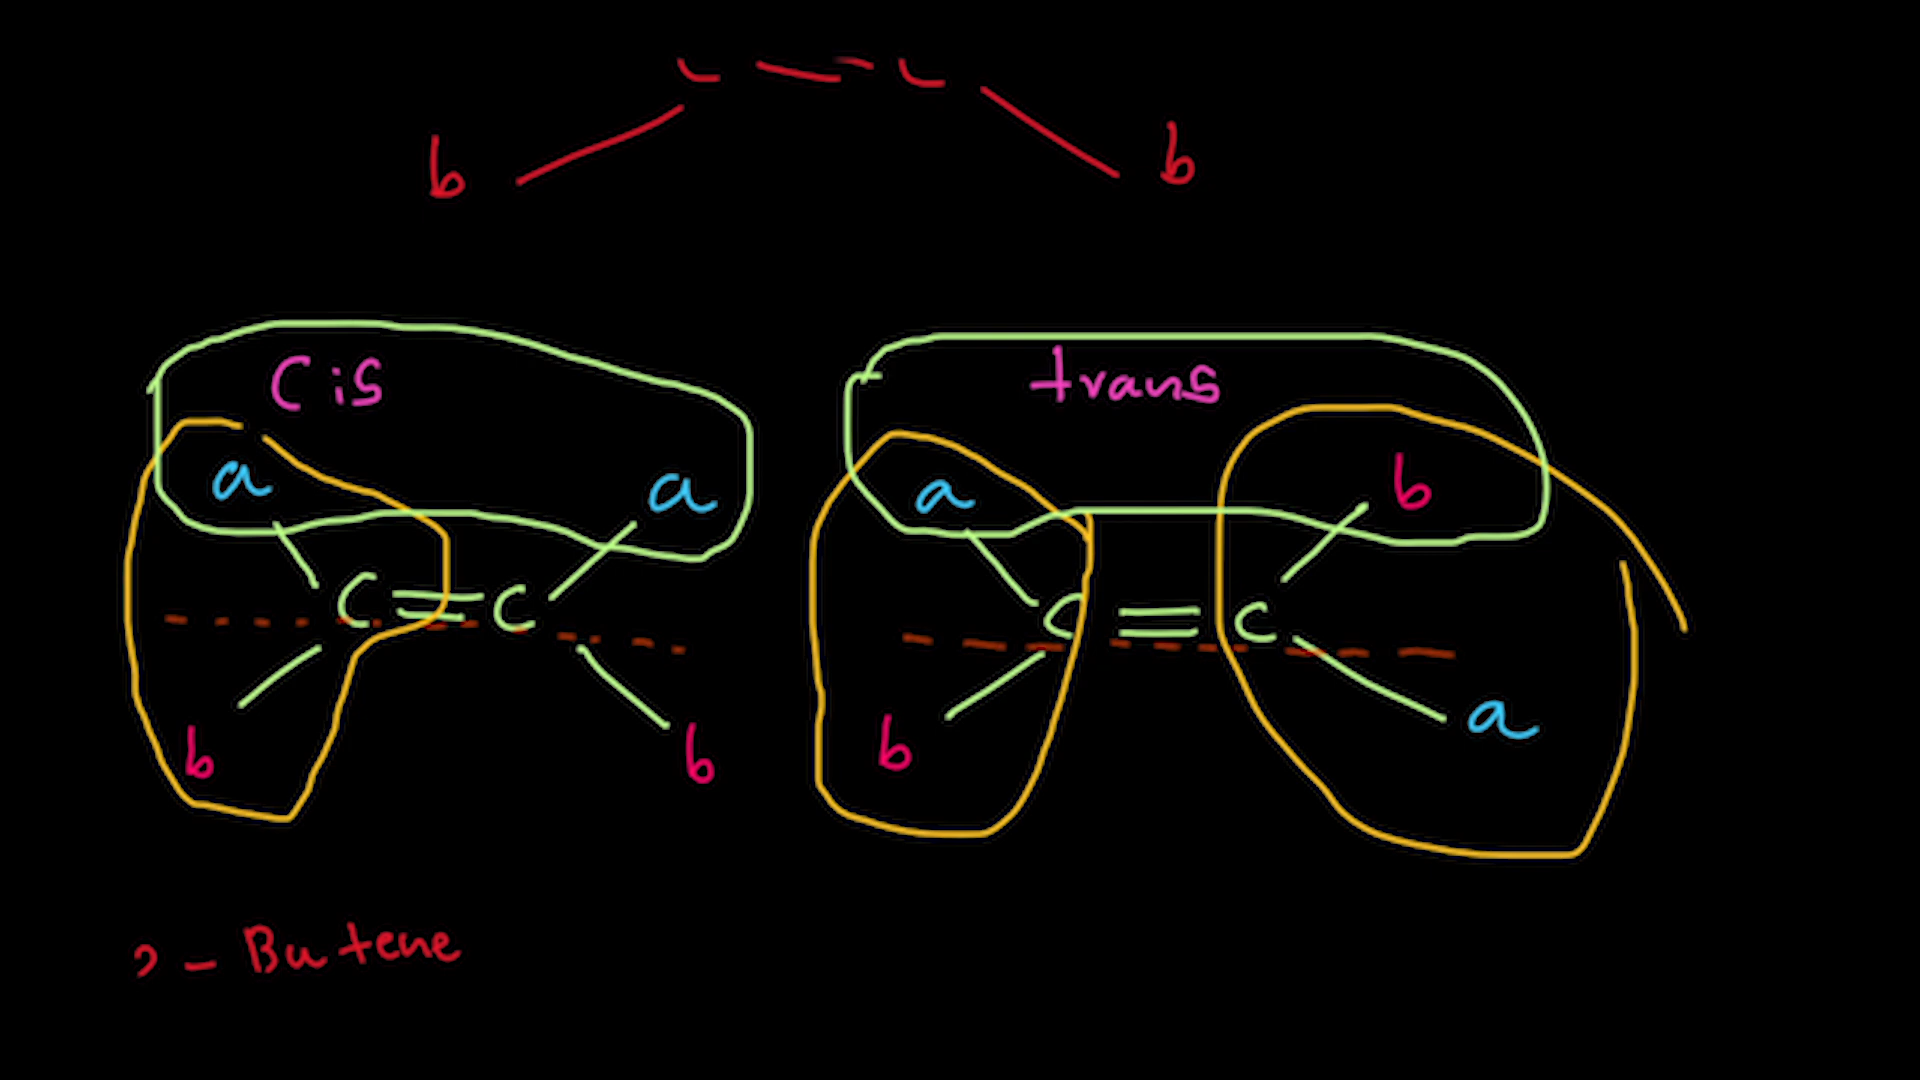 C = C
b b
Cis trans
a a a b
C = C C = C
b b b a
2 - Butene